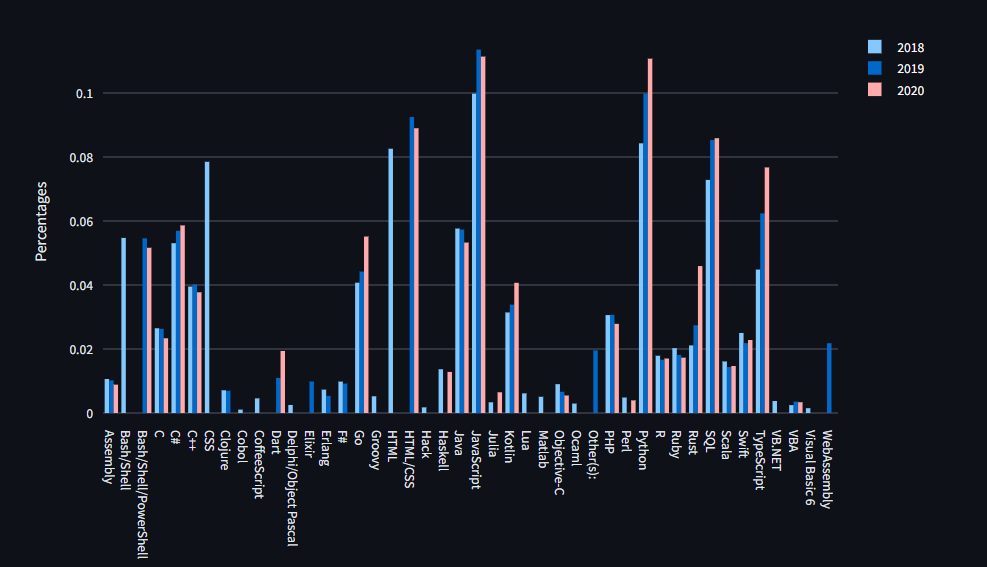 2018
2019
2020
Percentages
0.1
0.08
0.06
0.04
0.02
0
Assembly
Bash/Shell
Bash/Shell/PowerShell
C
C#
C++
CSS
Clojure
Cobol
CoffeeScript
Dart
Delphi/Object Pascal
Elixir
Erlang
F#
Go
Groovy
HTML
HTML/CSS
Hack
Haskell
Java
JavaScript
Julia
Kotlin
Lua
Matlab
Objective-C
Ocaml
Other(s):
PHP
Perl
Python
R
Ruby
Rust
SQL
Scala
Swift
TypeScript
VB.NET
VBA
Visual Basic 6
WebAssembly